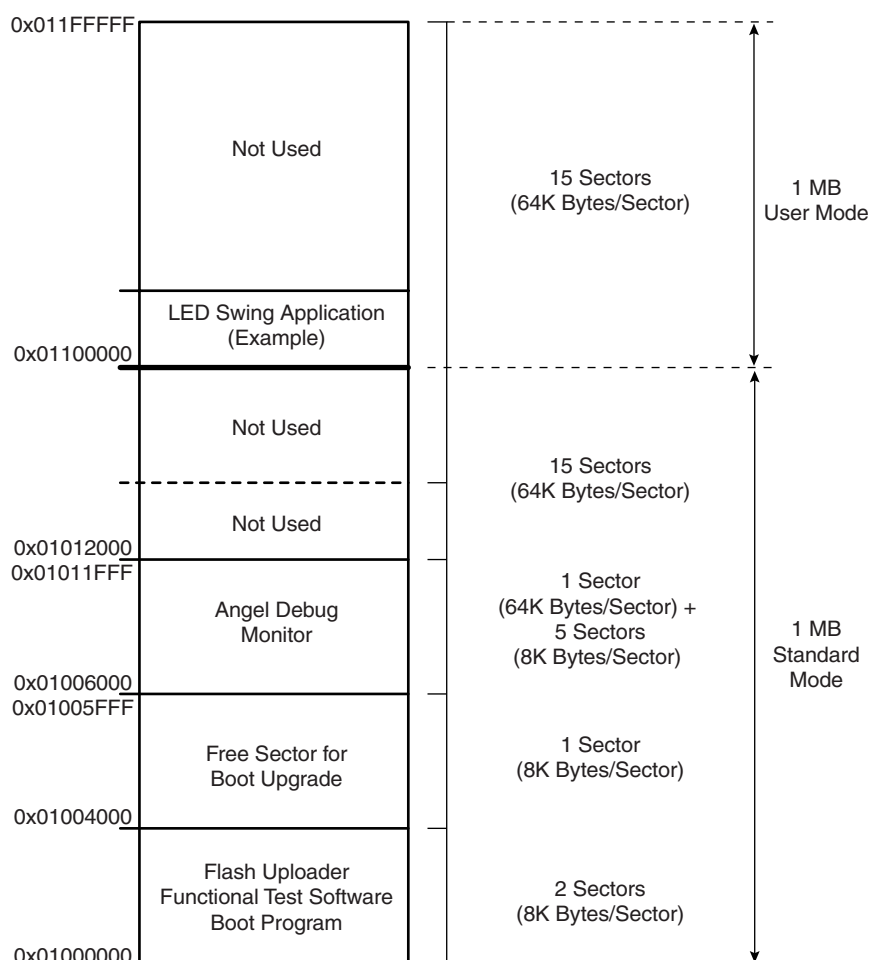 0x011FFFFF
Not Used
15 Sectors
(64K Bytes/Sector)
1 MB
User Mode
LED Swing Application
(Example)
0x01100000
Not Used
15 Sectors
(64K Bytes/Sector)
Not Used
0x01012000
0x01011FFF
Angel Debug
Monitor
1 Sector
(64K Bytes/Sector) +
5 Sectors
(8K Bytes/Sector)
1 MB
Standard
Mode
0x01006000
0x01005FFF
Free Sector for
Boot Upgrade
1 Sector
(8K Bytes/Sector)
0x01004000
Flash Uploader
Functional Test Software
Boot Program
2 Sectors
(8K Bytes/Sector)
0x01000000